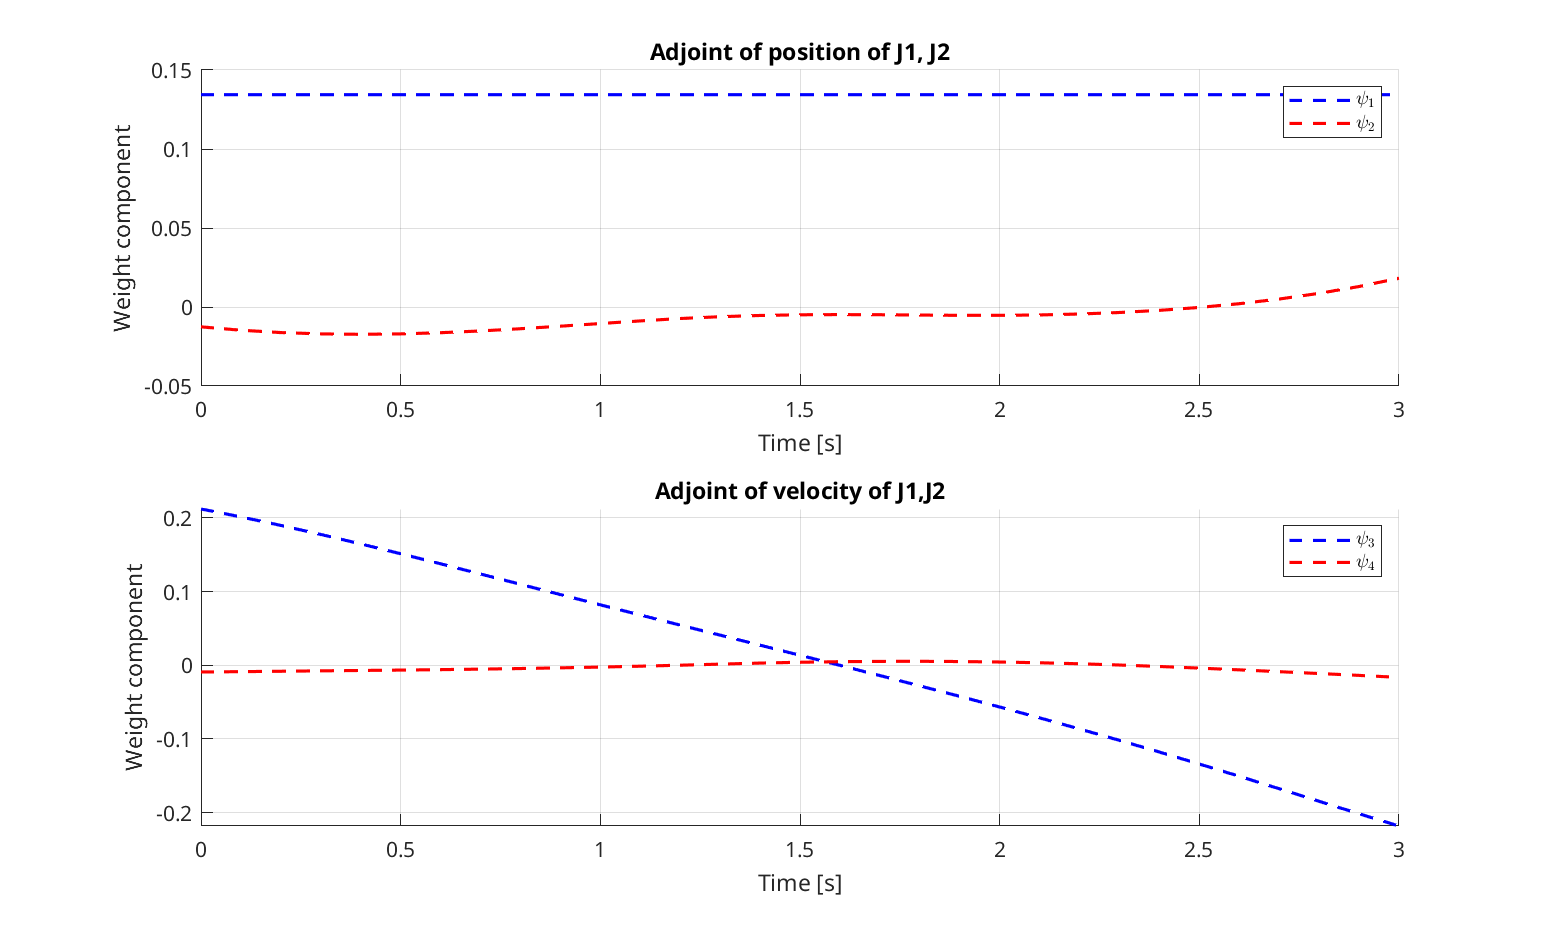 Adjoint of position of J1, J2
0.15
0.1
0.05
0
-0.05
Weight component
ψ₁
ψ₂
0 0.5 1 1.5 2 2.5 3
Time [s]
Adjoint of velocity of J1,J2
0.2
0.1
0
-0.1
-0.2
Weight component
ψ₃
ψ₄
0 0.5 1 1.5 2 2.5 3
Time [s]